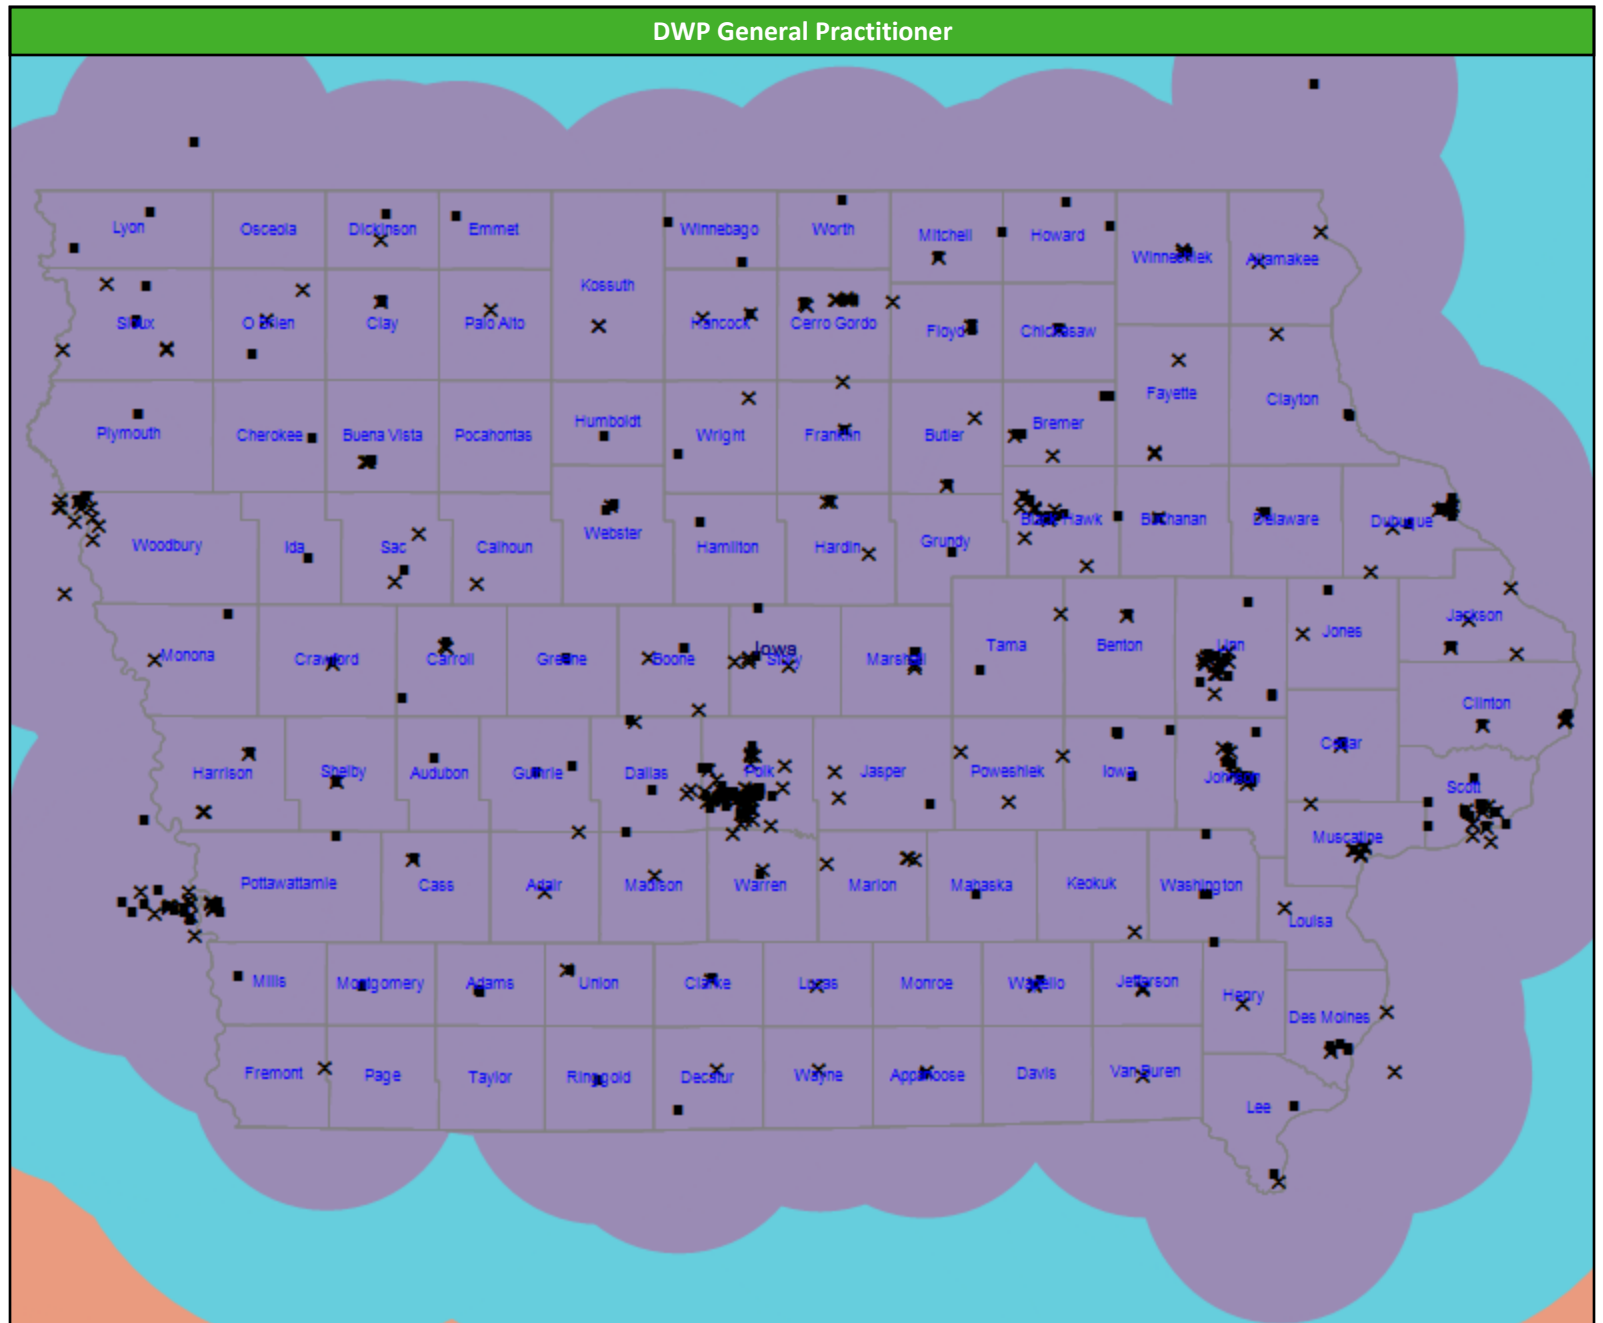 DWP General Practitioner
Lyon
Osceola
Dickinson
Emmet
Winnebago
Worth
Mitchell
Howard
Winneshiek
Allamakee
Kossuth
Sioux
O Brien
Clay
Palo Alto
Hancock
Cerro Gordo
Floyd
Chickasaw
Fayette
Clayton
Plymouth
Cherokee
Buena Vista
Pocahontas
Humboldt
Wright
Franklin
Butler
Bremer
Woodbury
Ida
Sac
Calhoun
Webster
Hamilton
Hardin
Grundy
Black Hawk
Buchanan
Delaware
Dubuque
Monona
Crawford
Carroll
Greene
Boone
Iowa
Story
Marshall
Tama
Benton
Linn
Jones
Jackson
Clinton
Harrison
Shelby
Audubon
Guthrie
Dallas
Polk
Jasper
Poweshiek
Iowa
Johnson
Cedar
Scott
Muscatine
Pottawattamie
Cass
Adair
Madison
Warren
Marion
Mahaska
Keokuk
Washington
Louisa
Mills
Montgomery
Adams
Union
Clarke
Lucas
Monroe
Wapello
Jefferson
Henry
Des Moines
Fremont
Page
Taylor
Ringgold
Decatur
Wayne
Appanoose
Davis
Van Buren
Lee